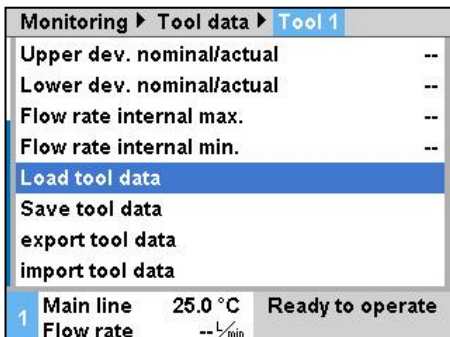 Monitoring ▶ Tool data ▶ Tool 1
Upper dev. nominal/actual --
Lower dev. nominal/actual --
Flow rate internal max. --
Flow rate internal min. --
Load tool data
Save tool data
export tool data
import tool data
1 Main line 25.0 °C Ready to operate
Flow rate -- L/min